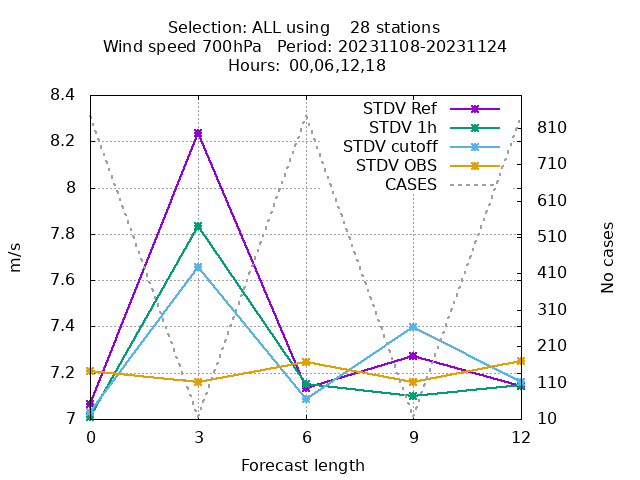 Selection: ALL using    28 stations
Wind speed 700hPa   Period: 20231108-20231124
Hours:  00,06,12,18
STDV Ref
STDV 1h
STDV cutoff
STDV OBS
CASES
8.4
8.2
8
7.8
7.6
7.4
7.2
7
m/s
810
710
610
510
410
310
210
110
10
No cases
0 3 6 9 12
Forecast length